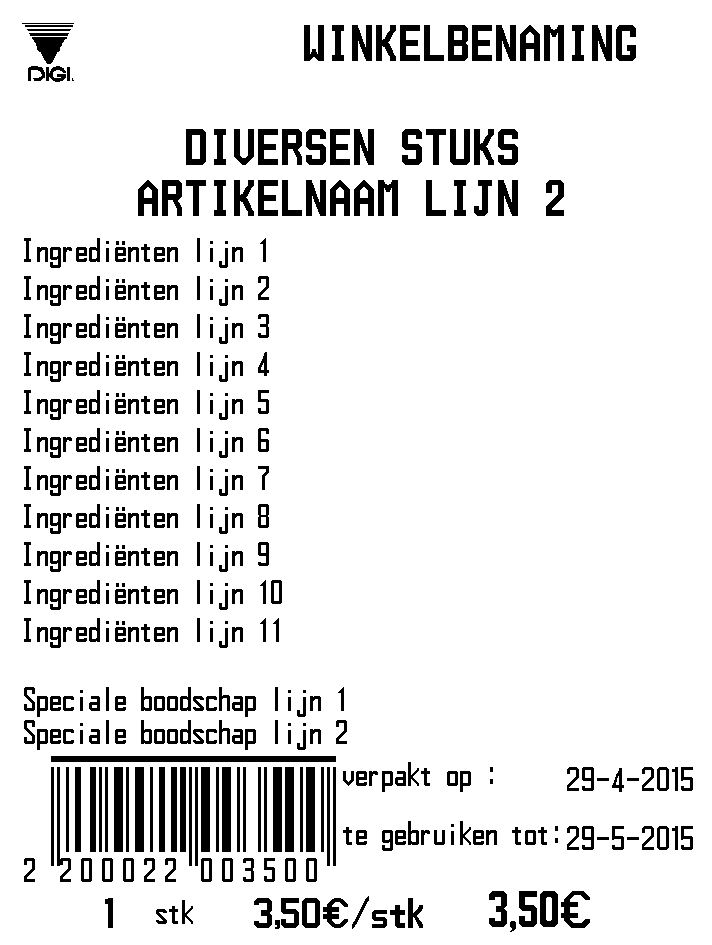 DIGI.
WINKELBENAMING
DIVERSEN STUKS
ARTIKELNAAM LIJN 2
Ingrediënten lijn 1
Ingrediënten lijn 2
Ingrediënten lijn 3
Ingrediënten lijn 4
Ingrediënten lijn 5
Ingrediënten lijn 6
Ingrediënten lijn 7
Ingrediënten lijn 8
Ingrediënten lijn 9
Ingrediënten lijn 10
Ingrediënten lijn 11
Speciale boodschap lijn 1
Speciale boodschap lijn 2
verpakt op : 29-4-2015
te gebruiken tot: 29-5-2015
2 200022 003500
1 stk 3,50€/stk 3,50€